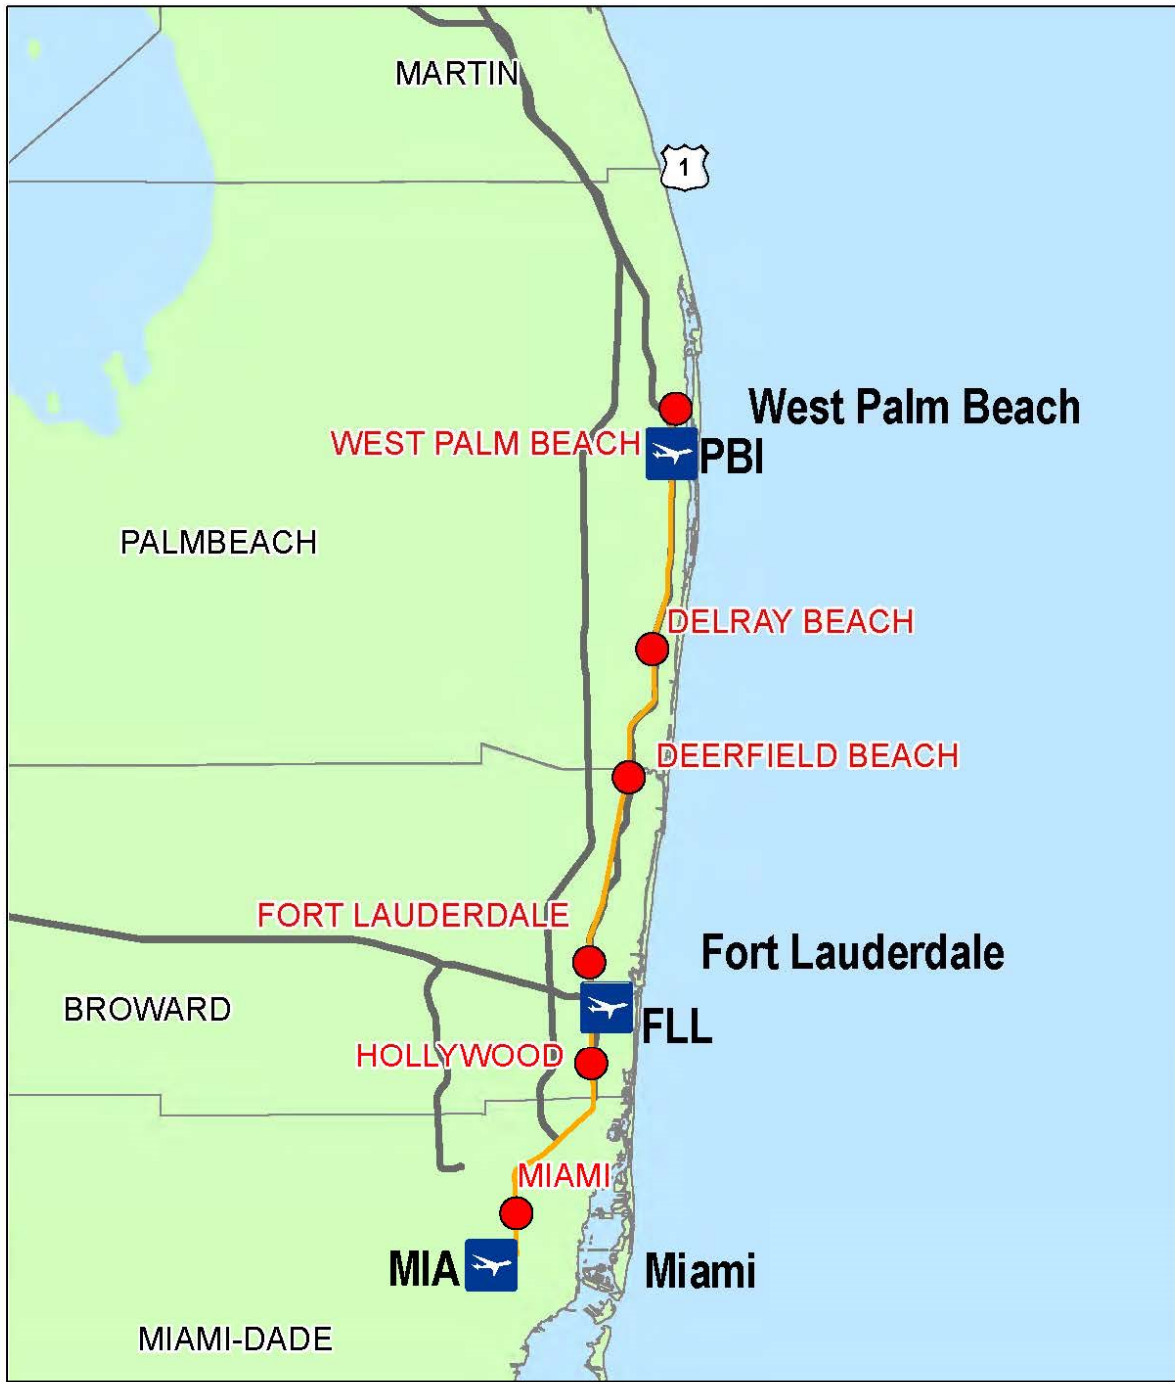 MARTIN
1
West Palm Beach
WEST PALM BEACH
PBI
PALMBEACH
DELRAY BEACH
DEERFIELD BEACH
FORT LAUDERDALE
Fort Lauderdale
BROWARD
FLL
HOLLYWOOD
MIAMI
MIA
Miami
MIAMI-DADE